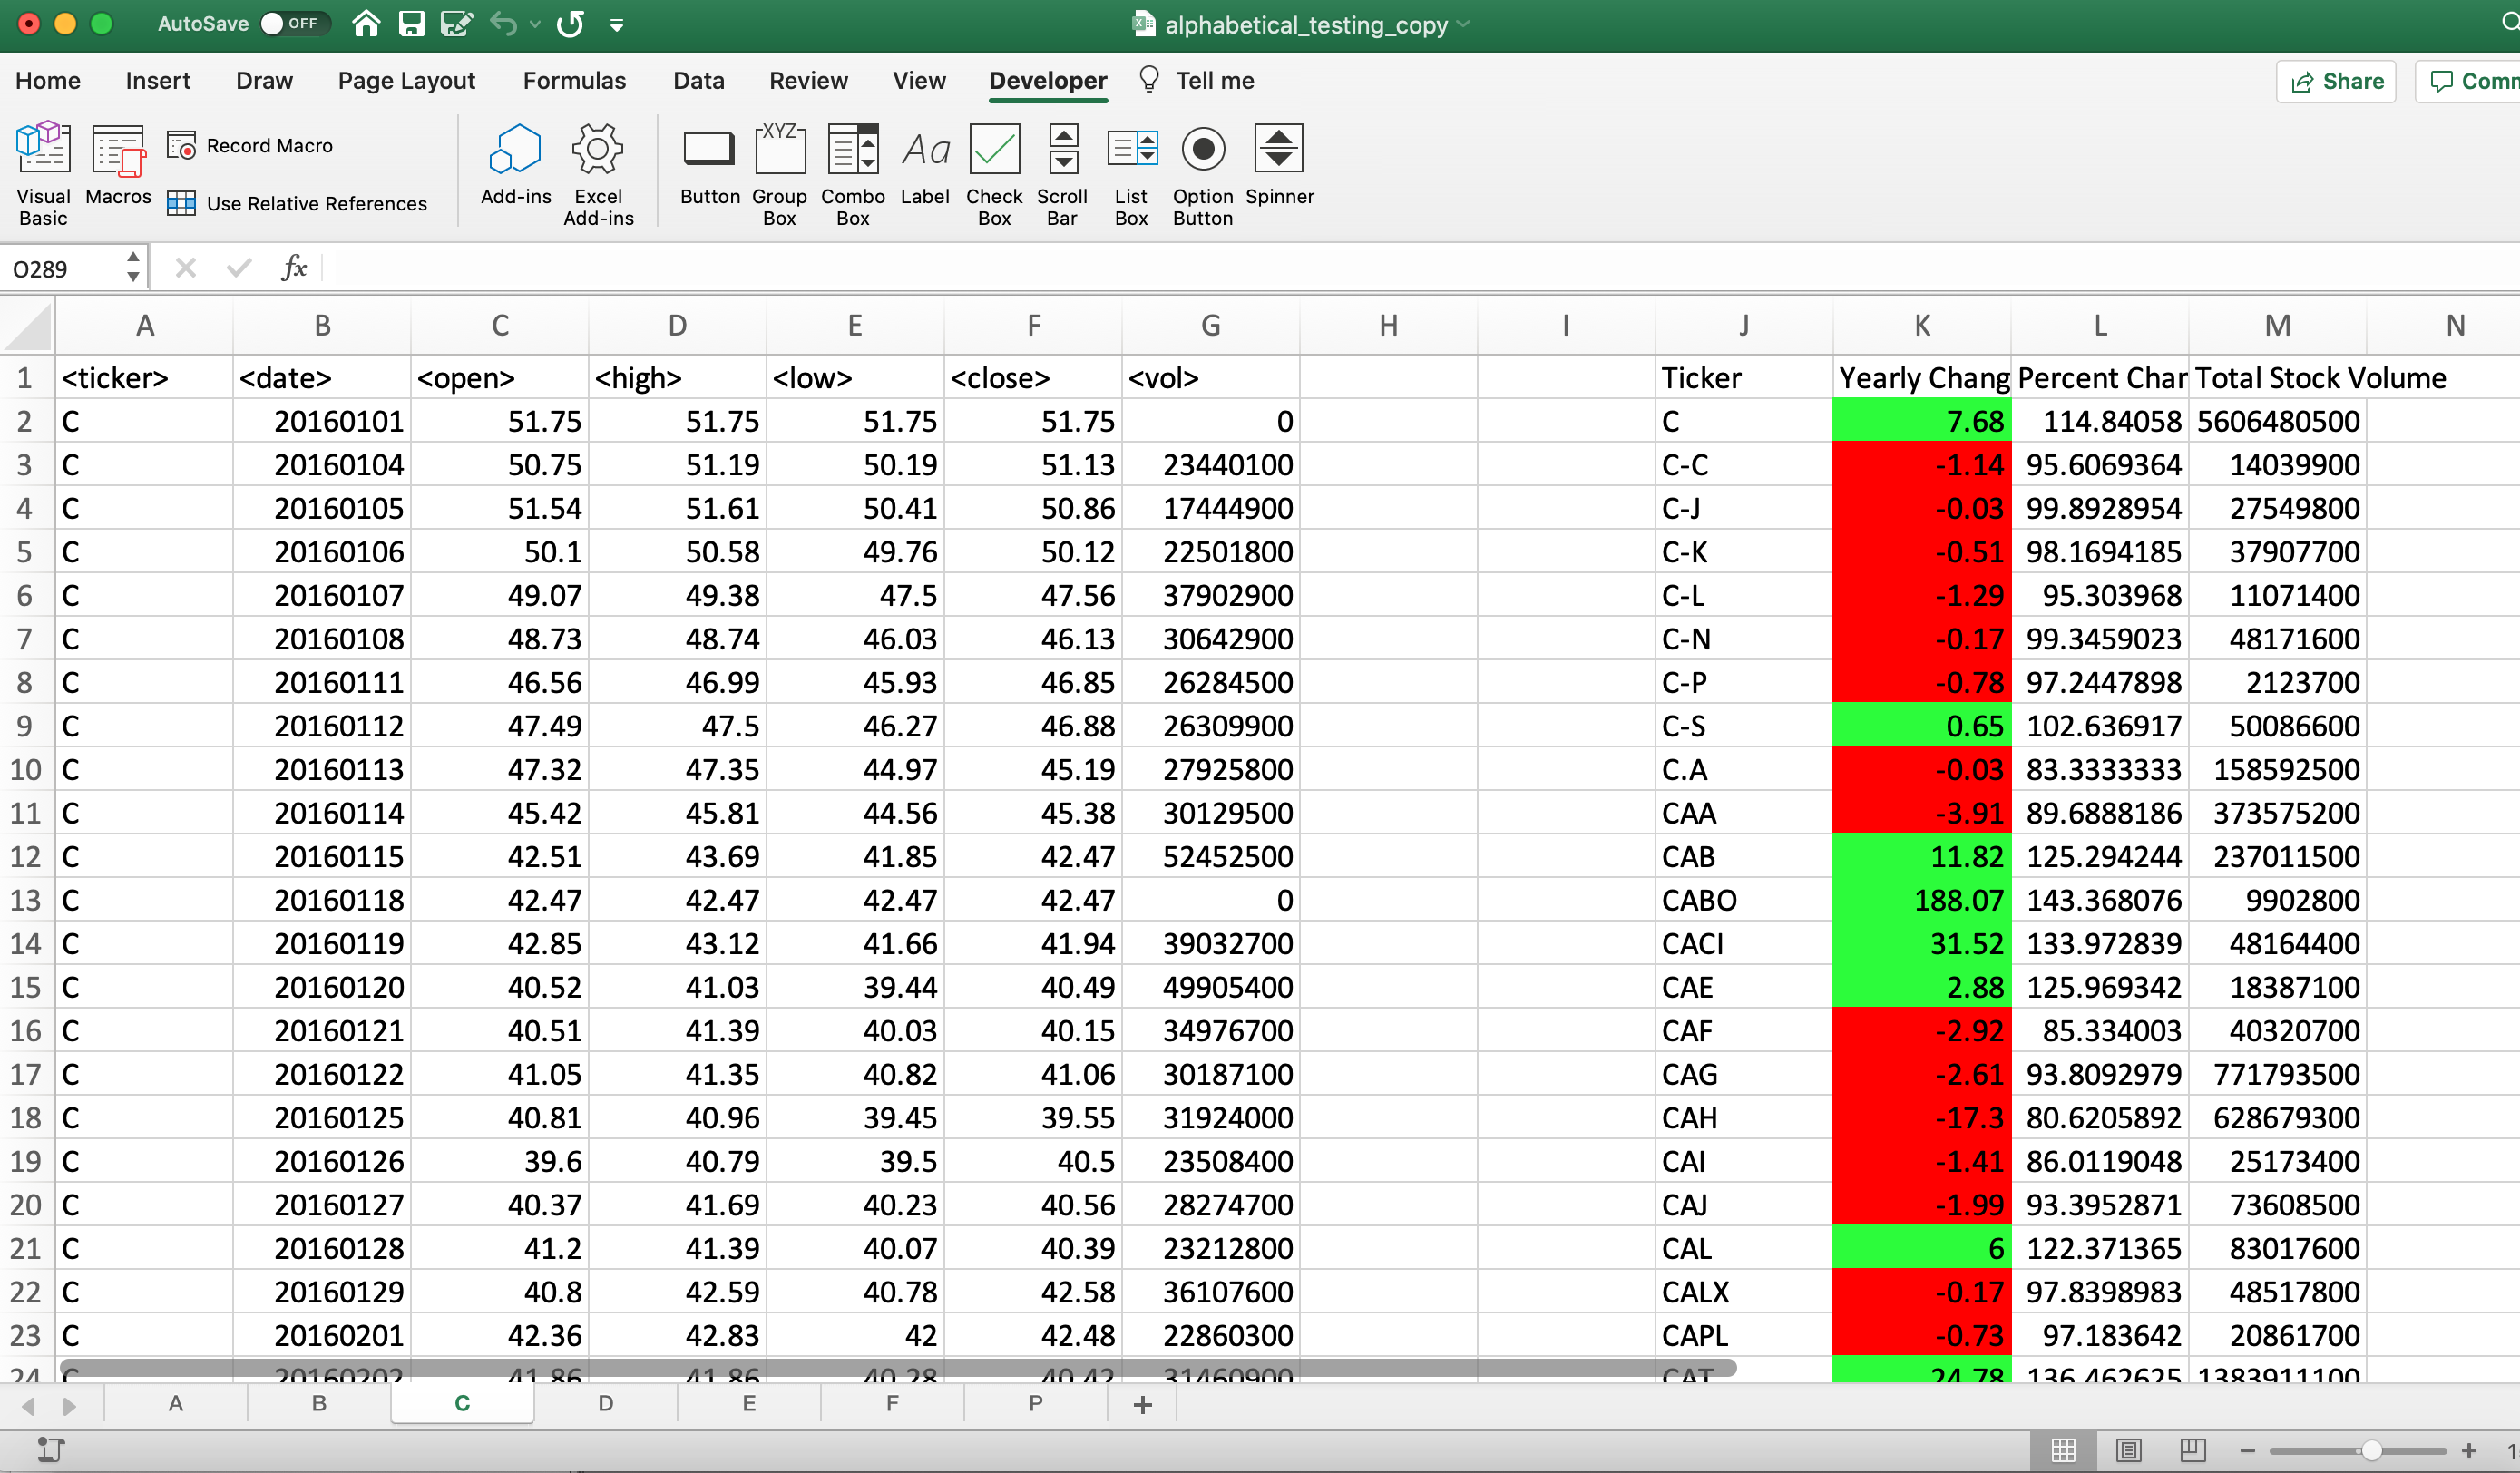 AutoSave OFF alphabetical_testing_copy
Home Insert Draw Page Layout Formulas Data Review View Developer Tell me Share Comm
Visual Basic Macros Record Macro Use Relative References Add-ins Excel Add-ins Button Group Box Combo Box Label Check Box Scroll Bar List Box Option Button Spinner
XYZ Aa
O289 fx
A B C D E F G H I J K L M N
1 <ticker> <date> <open> <high> <low> <close> <vol> Ticker Yearly Chang Percent Char Total Stock Volume
2 C 20160101 51.75 51.75 51.75 51.75 0 C 7.68 114.84058 5606480500
3 C 20160104 50.75 51.19 50.19 51.13 23440100 C-C -1.14 95.6069364 14039900
4 C 20160105 51.54 51.61 50.41 50.86 17444900 C-J -0.03 99.8928954 27549800
5 C 20160106 50.1 50.58 49.76 50.12 22501800 C-K -0.51 98.1694185 37907700
6 C 20160107 49.07 49.38 47.5 47.56 37902900 C-L -1.29 95.303968 11071400
7 C 20160108 48.73 48.74 46.03 46.13 30642900 C-N -0.17 99.3459023 48171600
8 C 20160111 46.56 46.99 45.93 46.85 26284500 C-P -0.78 97.2447898 2123700
9 C 20160112 47.49 47.5 46.27 46.88 26309900 C-S 0.65 102.636917 50086600
10 C 20160113 47.32 47.35 44.97 45.19 27925800 C.A -0.03 83.3333333 158592500
11 C 20160114 45.42 45.81 44.56 45.38 30129500 CAA -3.91 89.6888186 373575200
12 C 20160115 42.51 43.69 41.85 42.47 52452500 CAB 11.82 125.294244 237011500
13 C 20160118 42.47 42.47 42.47 42.47 0 CABO 188.07 143.368076 9902800
14 C 20160119 42.85 43.12 41.66 41.94 39032700 CACI 31.52 133.972839 48164400
15 C 20160120 40.52 41.03 39.44 40.49 49905400 CAE 2.88 125.969342 18387100
16 C 20160121 40.51 41.39 40.03 40.15 34976700 CAF -2.92 85.334003 40320700
17 C 20160122 41.05 41.35 40.82 41.06 30187100 CAG -2.61 93.8092979 771793500
18 C 20160125 40.81 40.96 39.45 39.55 31924000 CAH -17.3 80.6205892 628679300
19 C 20160126 39.6 40.79 39.5 40.5 23508400 CAI -1.41 86.0119048 25173400
20 C 20160127 40.37 41.69 40.23 40.56 28274700 CAJ -1.99 93.3952871 73608500
21 C 20160128 41.2 41.39 40.07 40.39 23212800 CAL 6 122.371365 83017600
22 C 20160129 40.8 42.59 40.78 42.58 36107600 CALX -0.17 97.8398983 48517800
23 C 20160201 42.36 42.83 42 42.48 22860300 CAPL -0.73 97.183642 20861700
24 C 20160202 41.86 41.86 40.28 40.42 31460900 CAT 24.78 136.462625 1383911100
A B C D E F P +